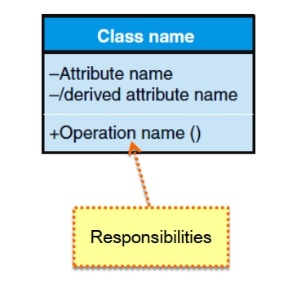 Class name
–Attribute name
–/derived attribute name
+Operation name ()
Responsibilities